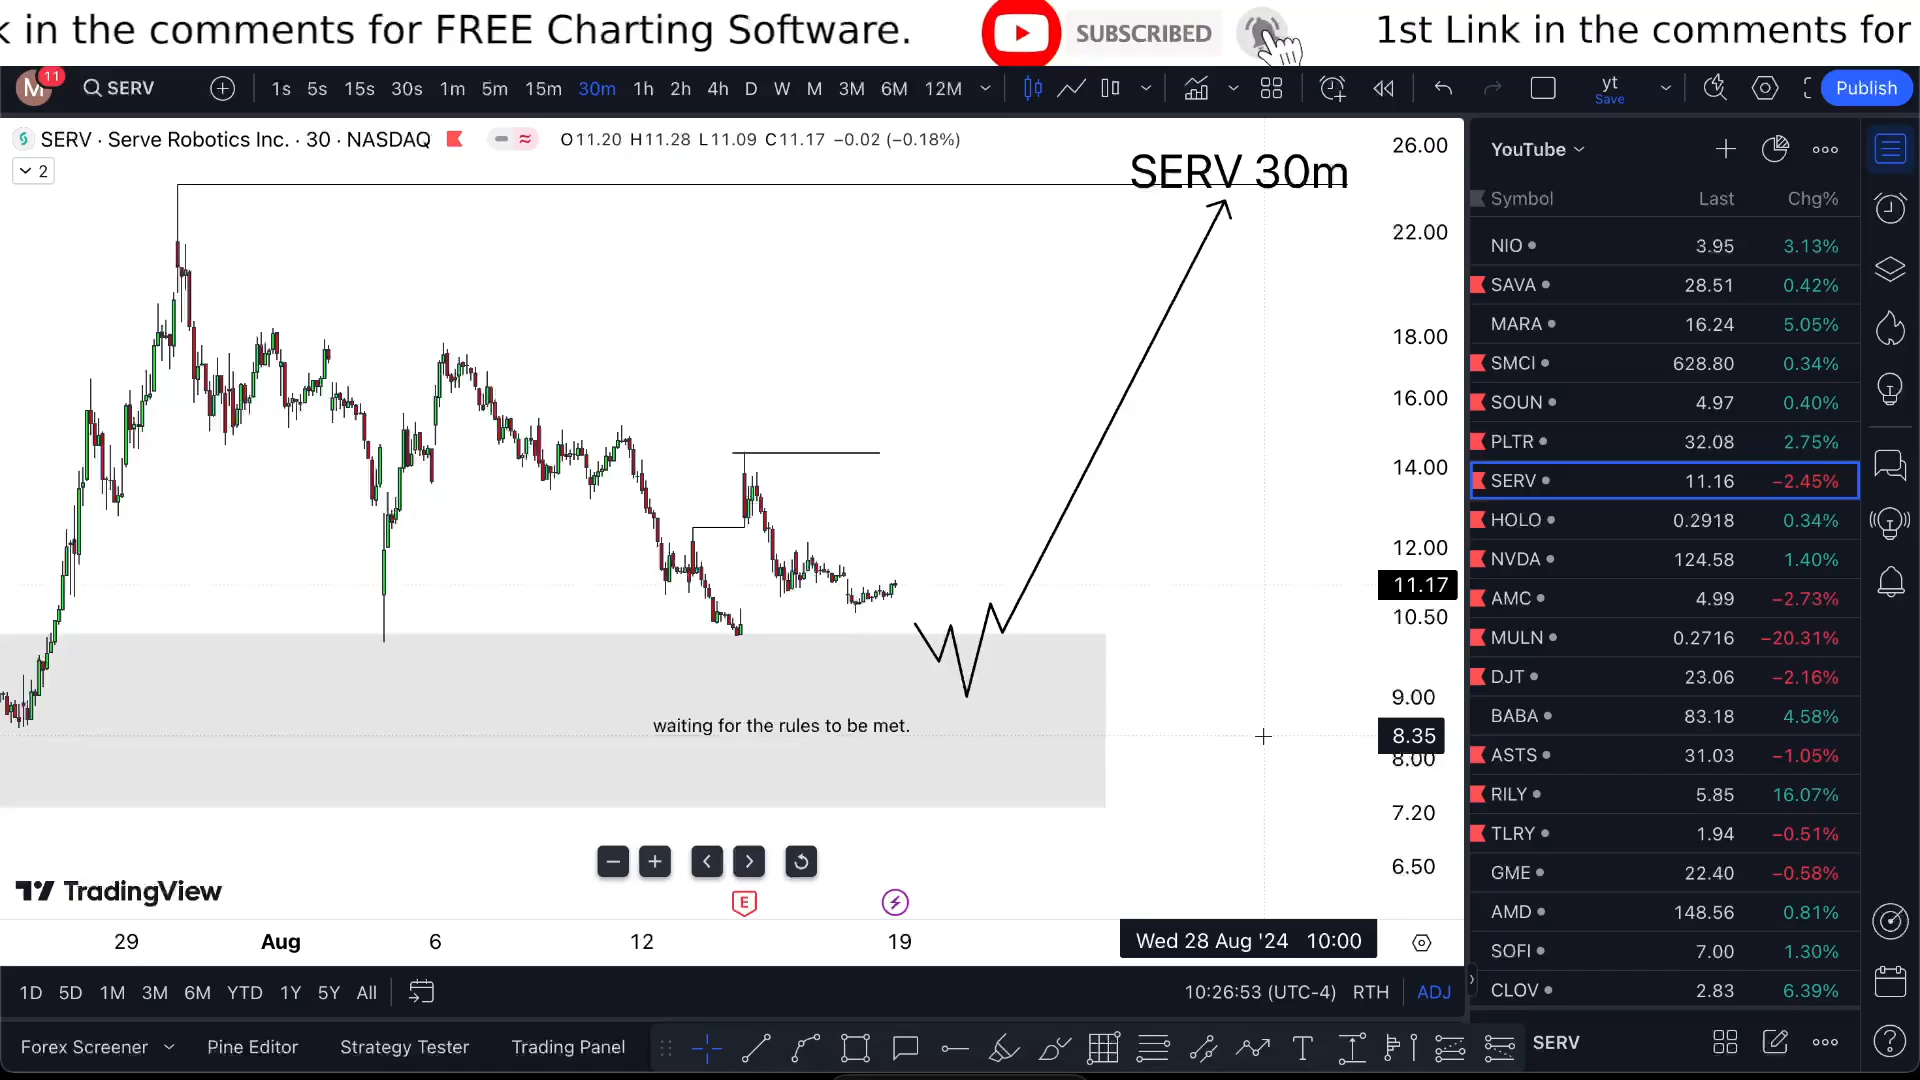 k in the comments for FREE Charting Software.
SUBSCRIBED
1st Link in the comments for
M 11 SERV 1s 5s 15s 30s 1m 5m 15m 30m 1h 2h 4h D W M 3M 6M 12M yt Save Publish
SERV · Serve Robotics Inc. · 30 · NASDAQ O11.20 H11.28 L11.09 C11.17 −0.02 (−0.18%)
2
SERV 30m
26.00
22.00
18.00
16.00
14.00
12.00
11.17
10.50
9.00
8.35
8.00
7.20
6.50
waiting for the rules to be met.
TradingView
E
29 Aug 6 12 19 Wed 28 Aug '24 10:00
1D 5D 1M 3M 6M YTD 1Y 5Y All 10:26:53 (UTC-4) RTH ADJ
Forex Screener Pine Editor Strategy Tester Trading Panel T
YouTube
Symbol Last Chg%
NIO 3.95 3.13%
SAVA 28.51 0.42%
MARA 16.24 5.05%
SMCI 628.80 0.34%
SOUN 4.97 0.40%
PLTR 32.08 2.75%
SERV 11.16 −2.45%
HOLO 0.2918 0.34%
NVDA 124.58 1.40%
AMC 4.99 −2.73%
MULN 0.2716 −20.31%
DJT 23.06 −2.16%
BABA 83.18 4.58%
ASTS 31.03 −1.05%
RILY 5.85 16.07%
TLRY 1.94 −0.51%
GME 22.40 −0.58%
AMD 148.56 0.81%
SOFI 7.00 1.30%
CLOV 2.83 6.39%
SERV